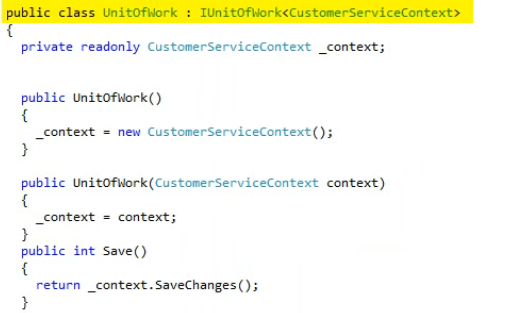 public class UnitOfWork : IUnitOfWork<CustomerServiceContext>
{
private readonly CustomerServiceContext _context;
public UnitOfWork()
{
_context = new CustomerServiceContext();
}
public UnitOfWork(CustomerServiceContext context)
{
_context = context;
}
public int Save()
{
return _context.SaveChanges();
}